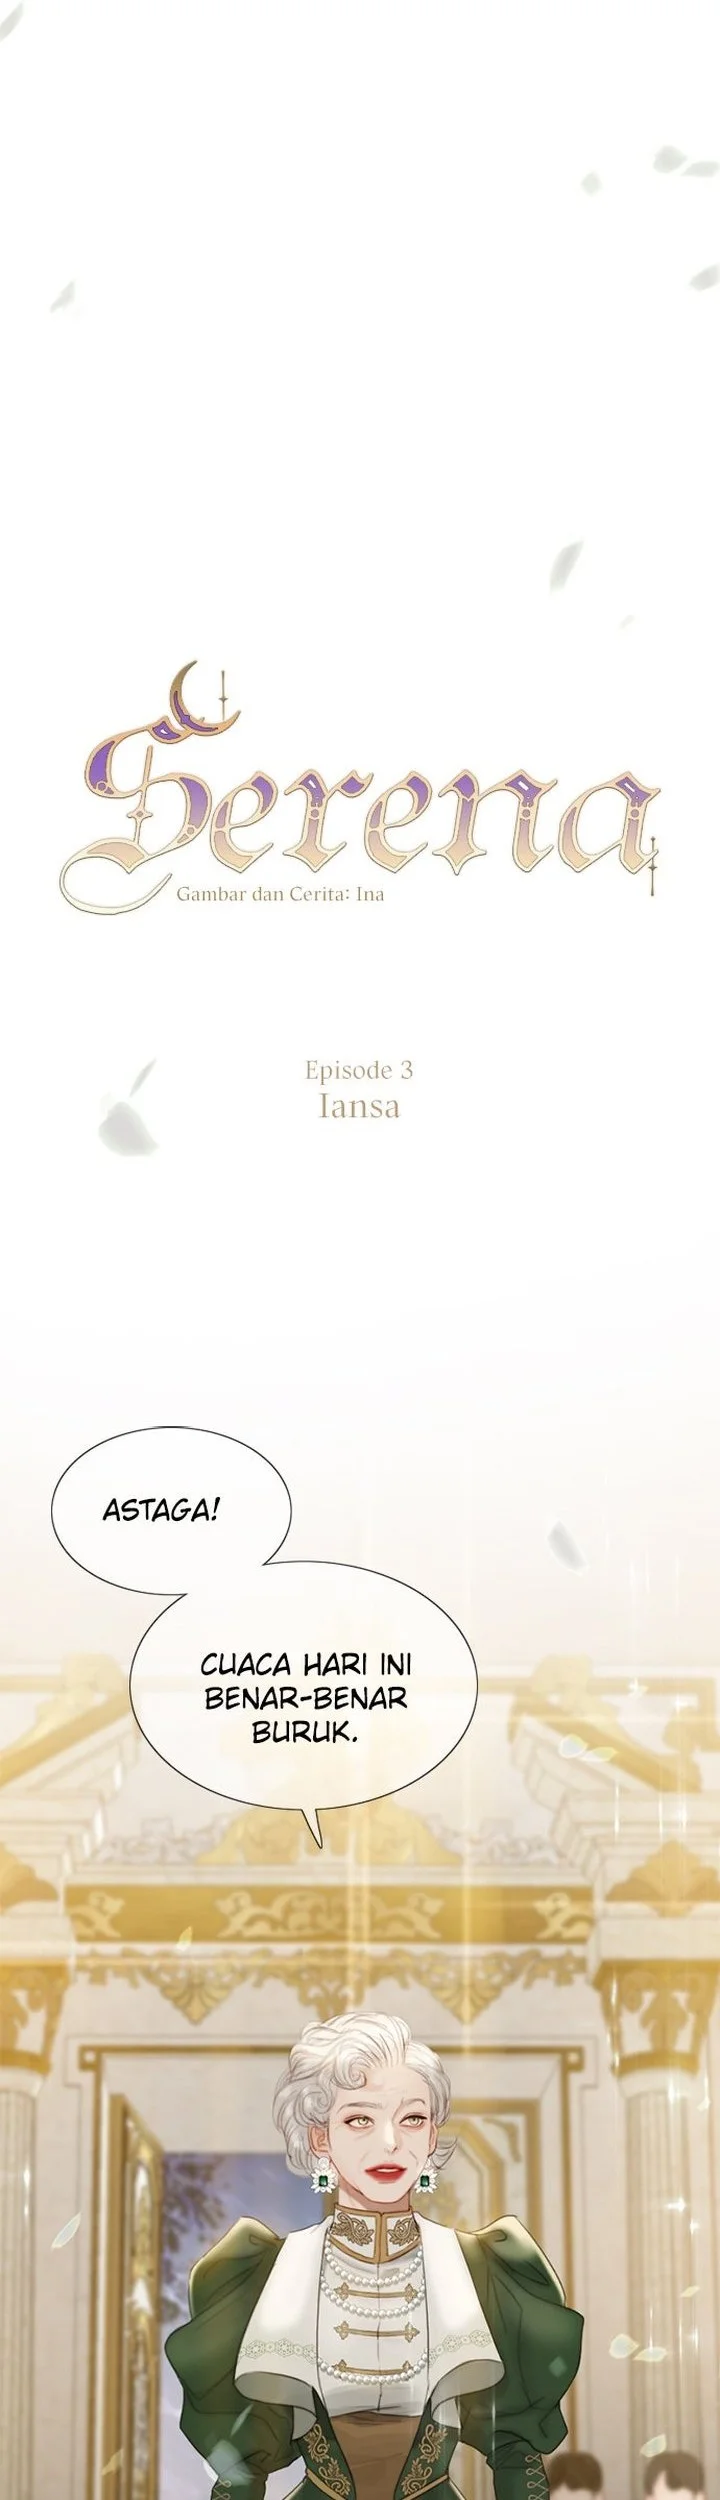 Serena
Gambar dan Cerita: Ina
Episode 3
Iansa
ASTAGA!
CUACA HARI INI
BENAR-BENAR
BURUK.